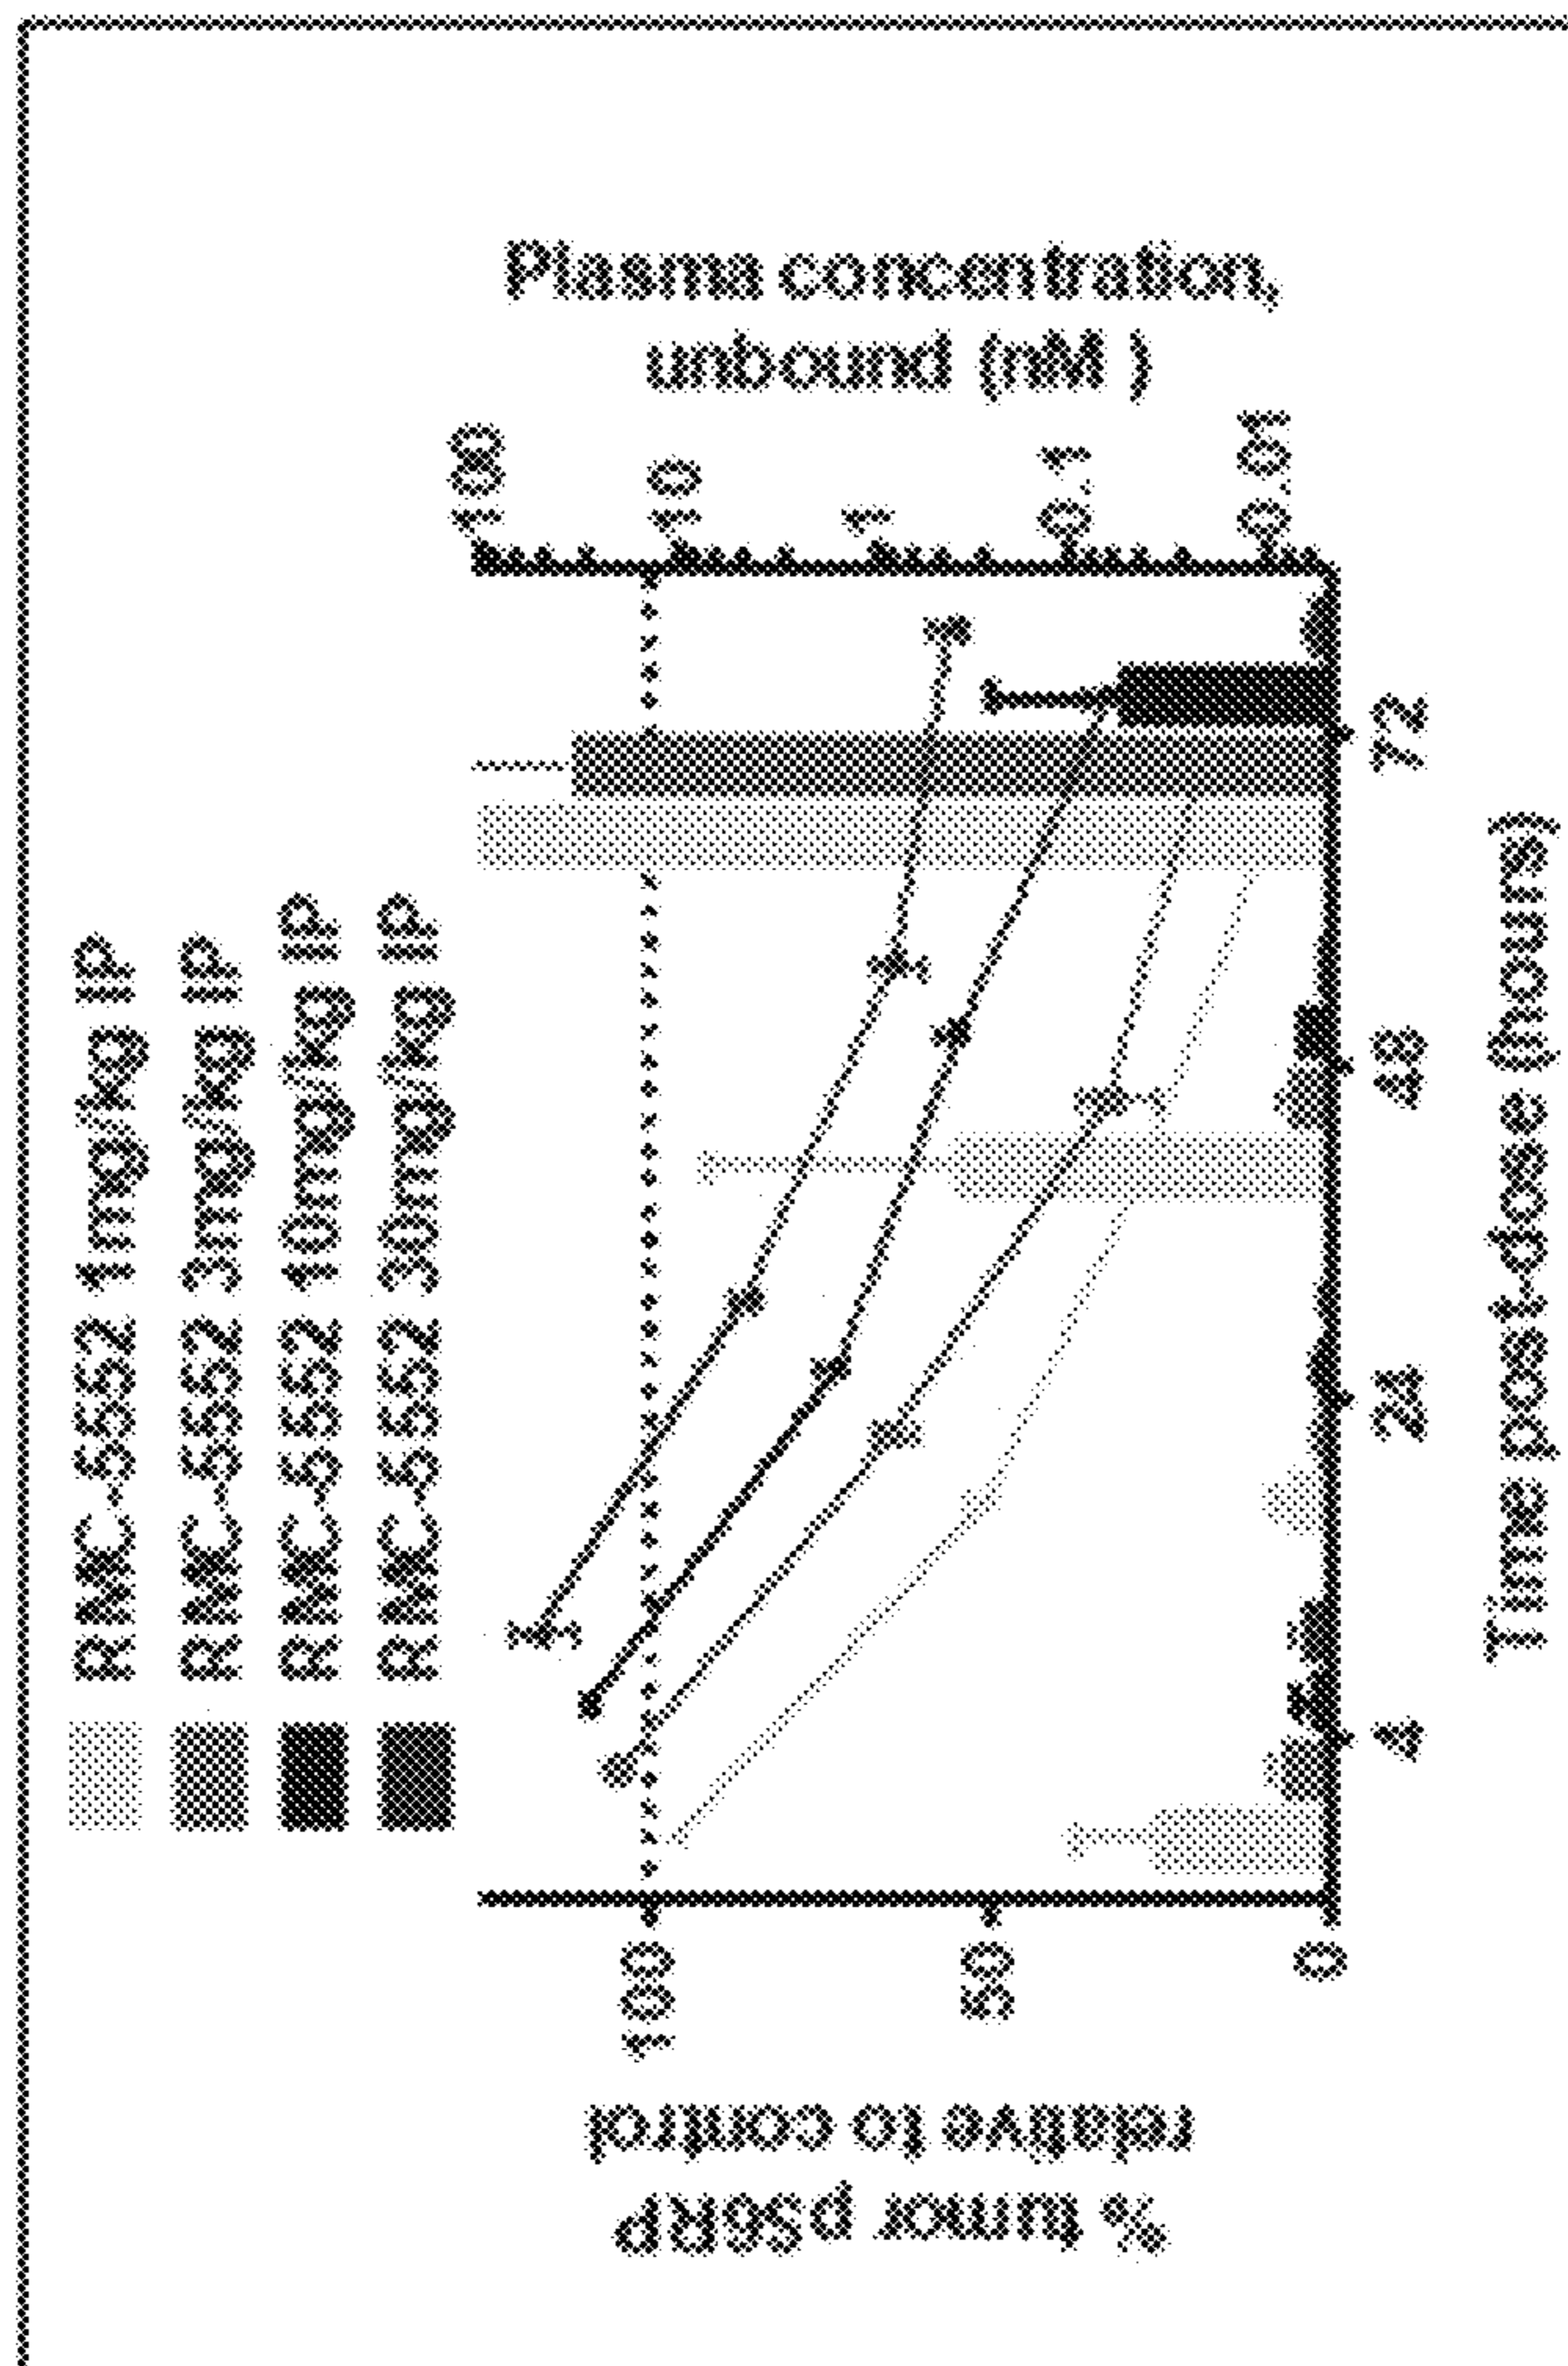 RMC-5552 1mg/kg IP
RMC-5552 3mg/kg IP
RMC-5552 10mg/kg IP
RMC-5552 30mg/kg IP
% tumor pS6RP
relative to control
100
50
0
Plasma concentration,
unbound (nM )
100
10
1
0.1
0.01
4
24
48
72
Time post-dose (hours)